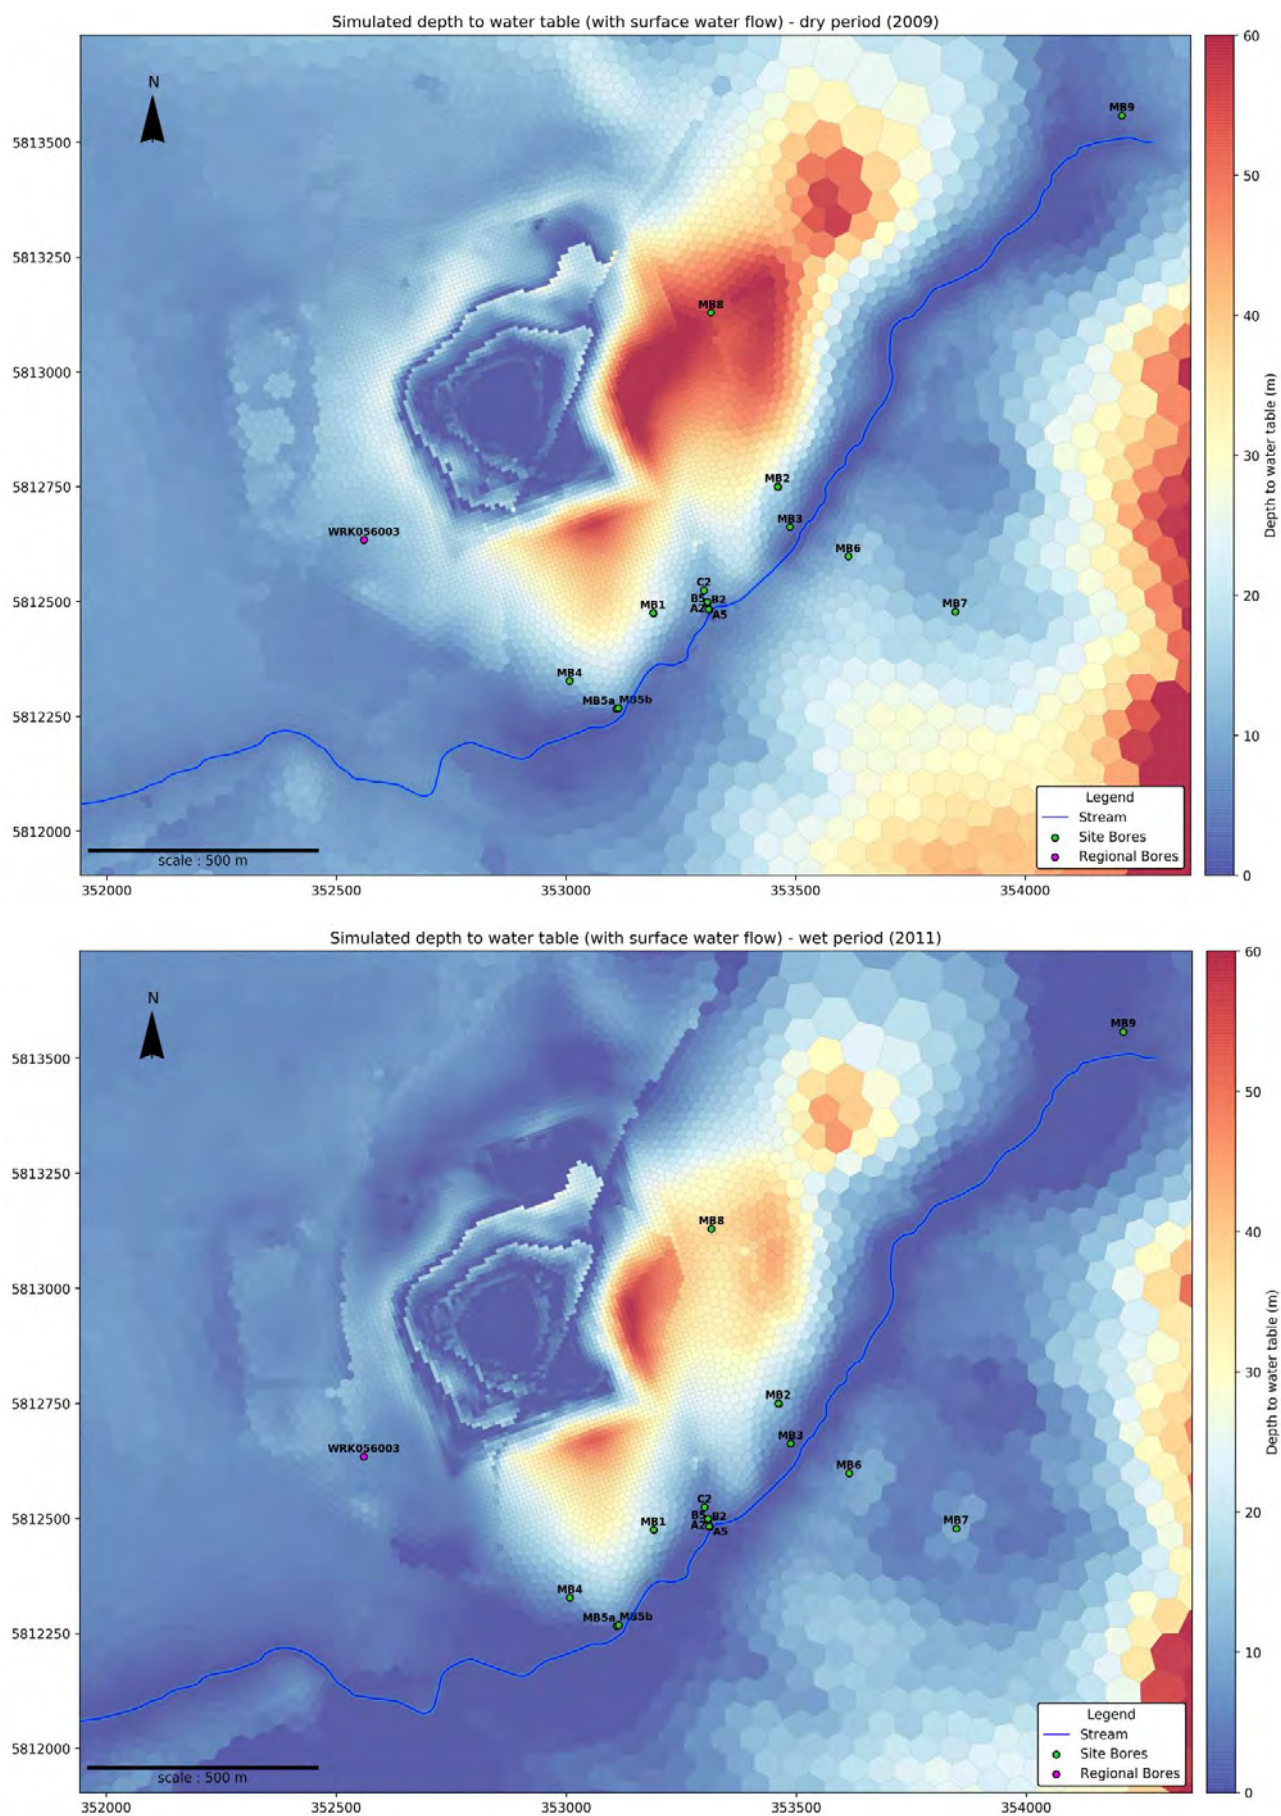 Simulated depth to water table (with surface water flow) - dry period (2009)
N
5813500
5813250
5813000
5812750
5812500
5812250
5812000
MB9
MB8
MB2
MB3
WRK056003
MB6
C2
B5 B2
MB1
A2 A5
MB7
MB4
MB5a MB5b
scale : 500 m
Legend
Stream
Site Bores
Regional Bores
352000 352500 353000 353500 354000
60
50
40
30
20
10
0
Depth to water table (m)
Simulated depth to water table (with surface water flow) - wet period (2011)
N
5813500
5813250
5813000
5812750
5812500
5812250
5812000
MB9
MB8
MB2
MB3
WRK056003
MB6
C2
B5 B2
MB1
A2 A5
MB7
MB4
MB5a MB5b
scale : 500 m
Legend
Stream
Site Bores
Regional Bores
352000 352500 353000 353500 354000
60
50
40
30
20
10
0
Depth to water table (m)